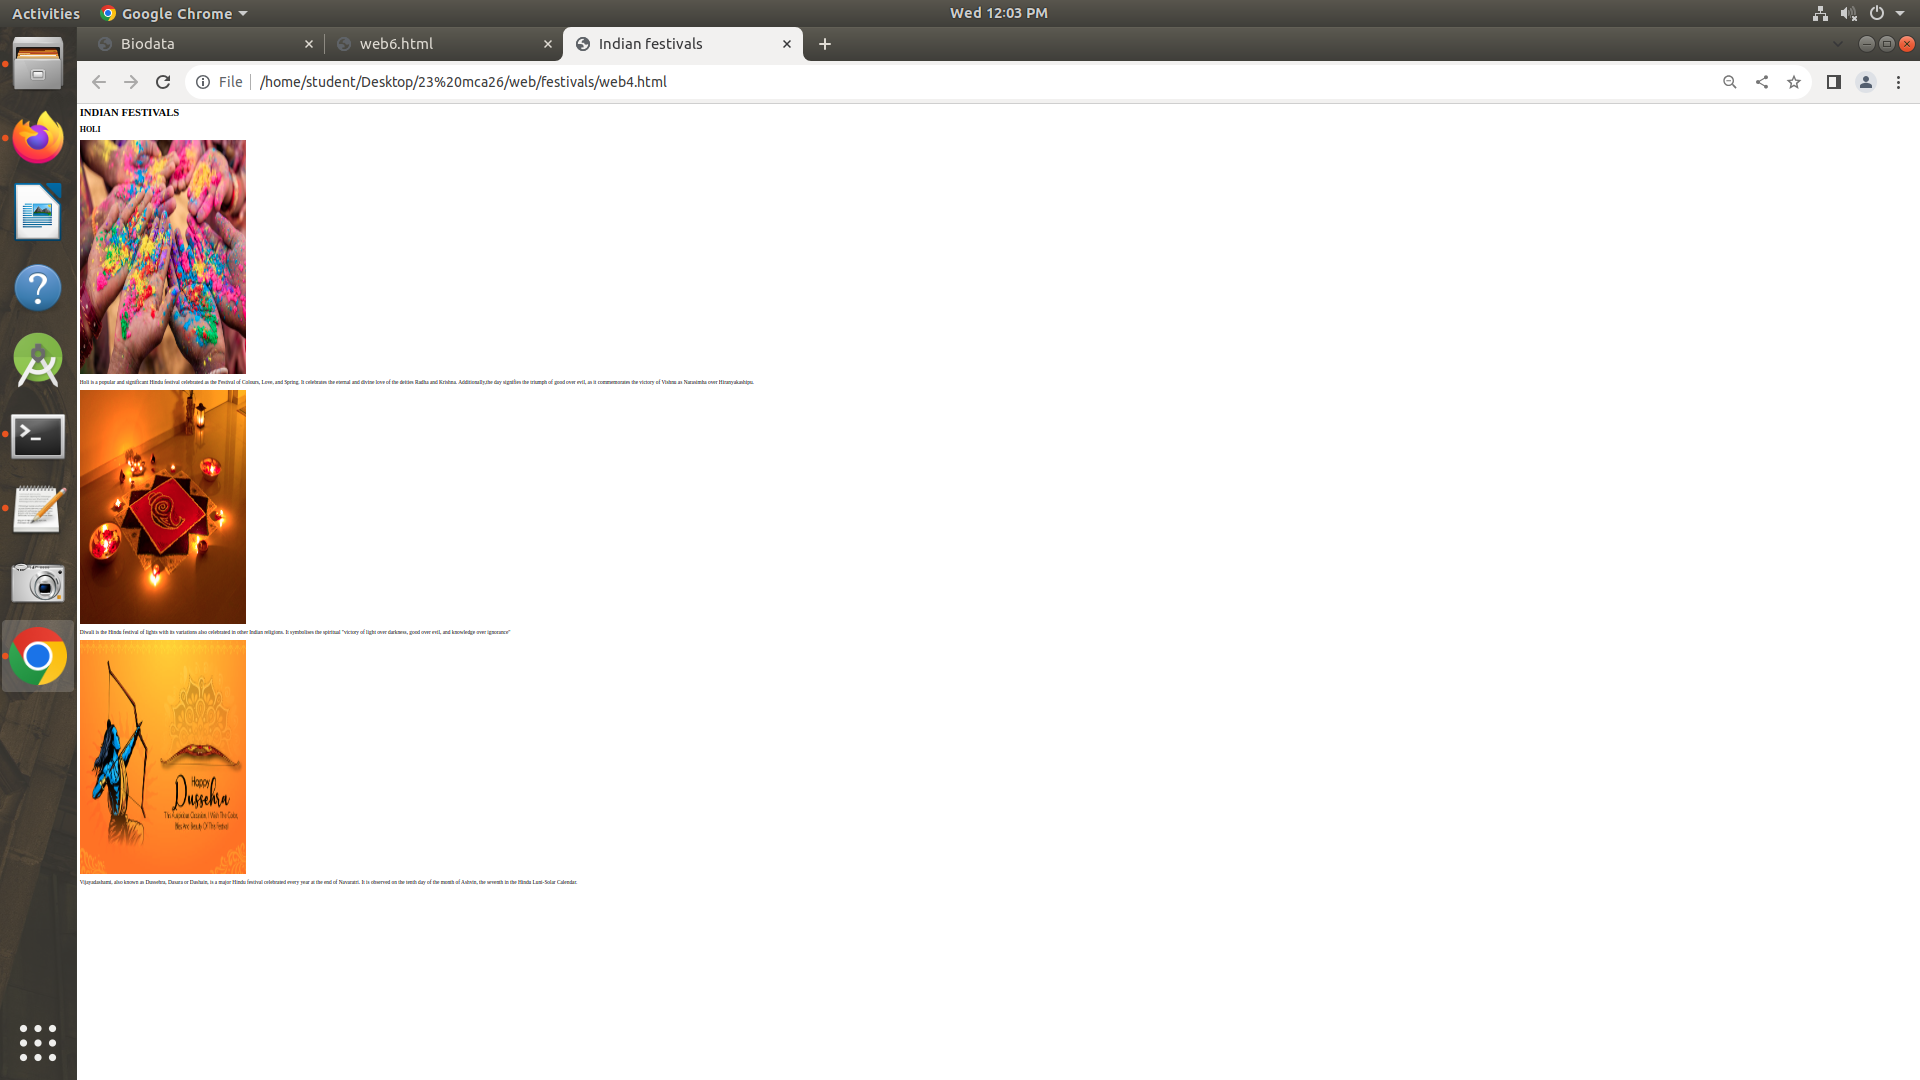 Activities
Google Chrome
Wed 12:03 PM
Biodata
web6.html
Indian festivals
File
/home/student/Desktop/23%20mca26/web/festivals/web4.html
INDIAN FESTIVALS
HOLI
Holi is a popular and significant Hindu festival celebrated as the Festival of Colours, Love, and Spring. It celebrates the eternal and divine love of the deities Radha and Krishna. Additionally,the day signifies the triumph of good over evil, as it commemorates the victory of Vishnu as Narasimha over Hiranyakashipu.
Diwali is the Hindu festival of lights with its variations also celebrated in other Indian religions. It symbolises the spiritual "victory of light over darkness, good over evil, and knowledge over ignorance"
Happy
Dussehra
Vijayadashami, also known as Dussehra, Dasara or Dashain, is a major Hindu festival celebrated every year at the end of Navaratri. It is observed on the tenth day of the month of Ashvin, the seventh in the Hindu Luni-Solar Calendar.